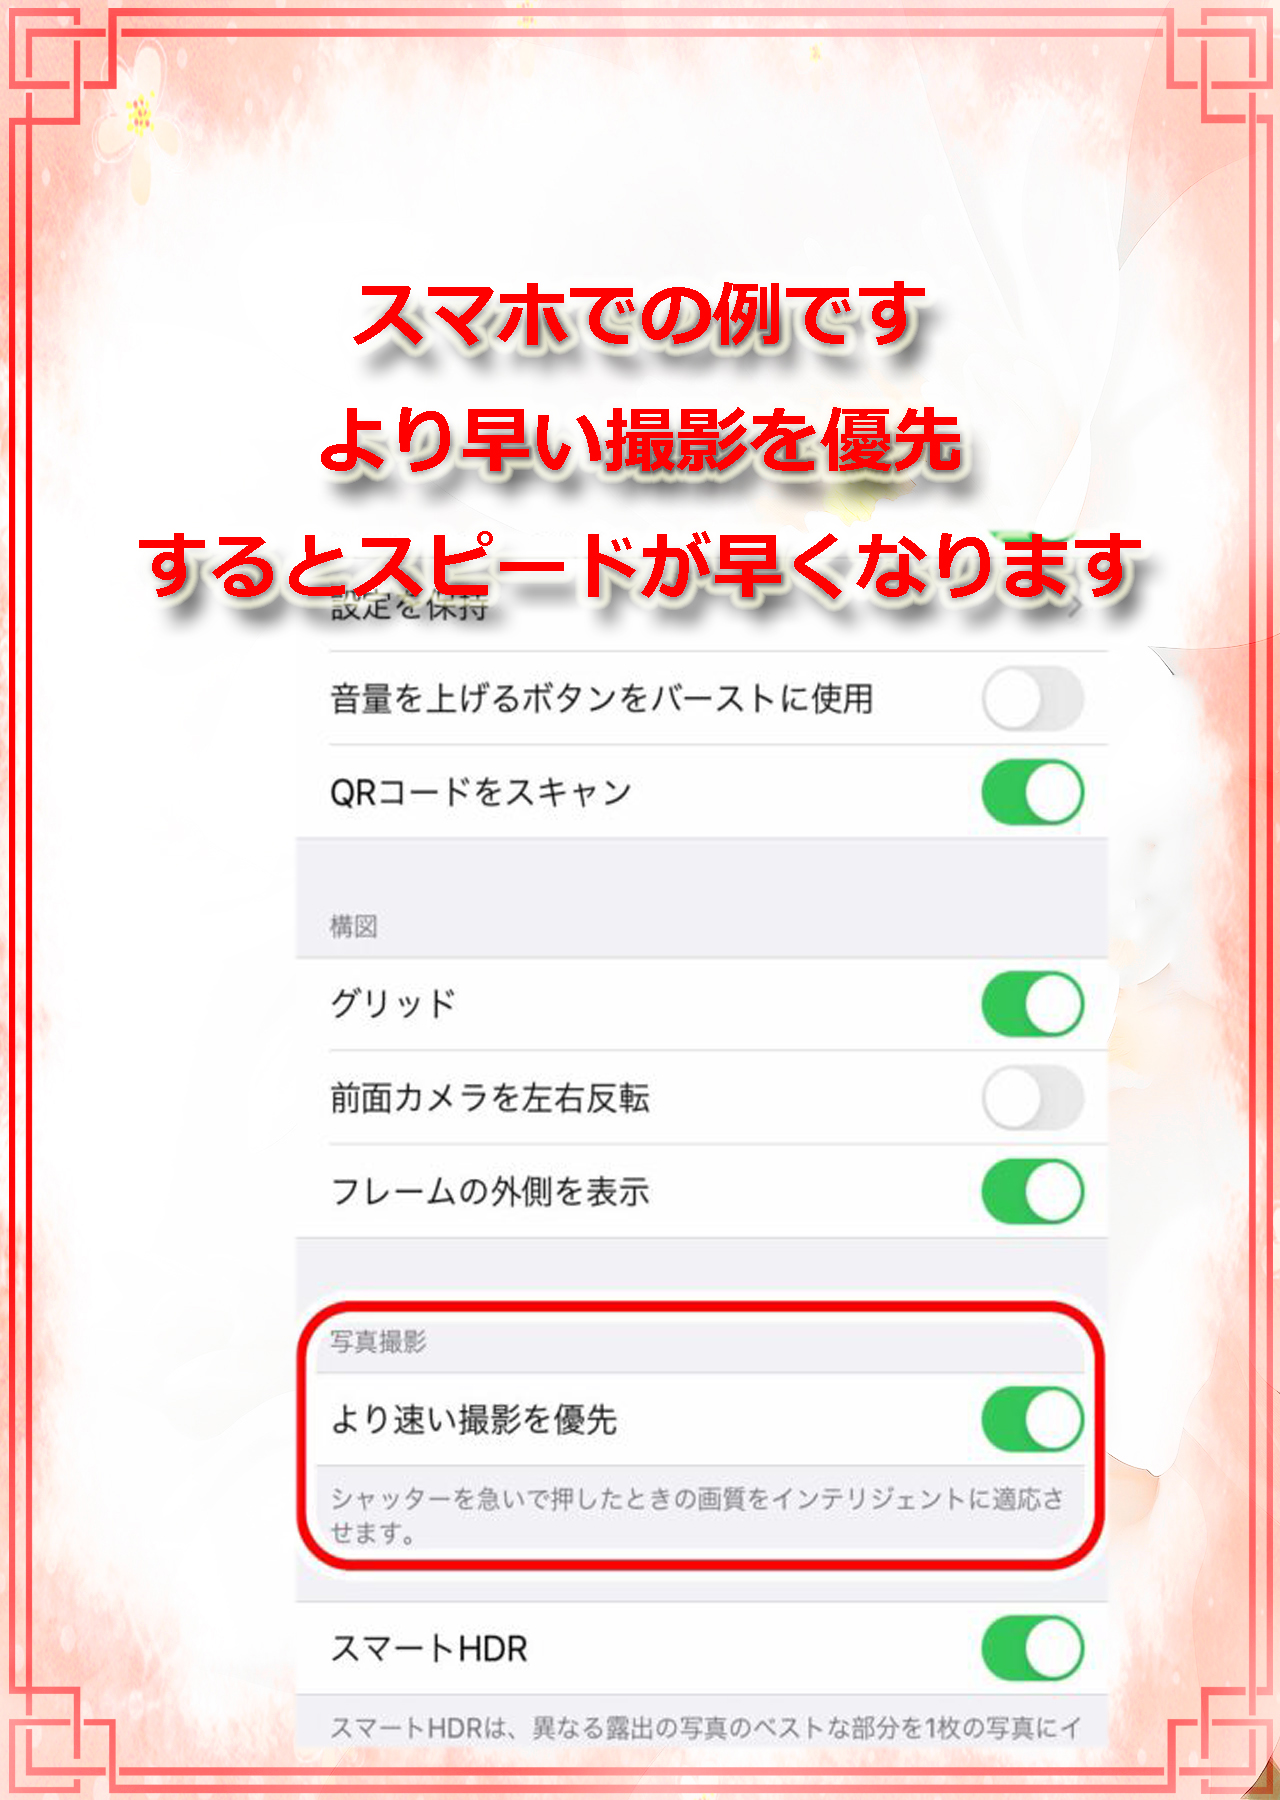 スマホでの例です
より早い撮影を優先
するとスピードが早くなります
設定を保持
音量を上げるボタンをバーストに使用
QRコードをスキャン
構図
グリッド
前面カメラを左右反転
フレームの外側を表示
写真撮影
より速い撮影を優先
シャッターを急いで押したときの画質をインテリジェントに適応さ
せます。
スマートHDR
スマートHDRは、異なる露出の写真のベストな部分を1枚の写真にイ